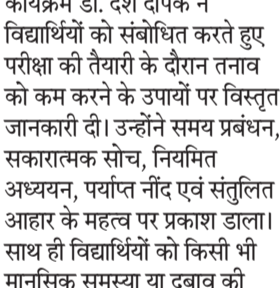 कार्यक्रम डॉ. देश दीपक ने
विद्यार्थियों को संबोधित करते हुए
परीक्षा की तैयारी के दौरान तनाव
को कम करने के उपायों पर विस्तृत
जानकारी दी। उन्होंने समय प्रबंधन,
सकारात्मक सोच, नियमित
अध्ययन, पर्याप्त नींद एवं संतुलित
आहार के महत्व पर प्रकाश डाला।
साथ ही विद्यार्थियों को किसी भी
मानसिक समस्या या दबाव की